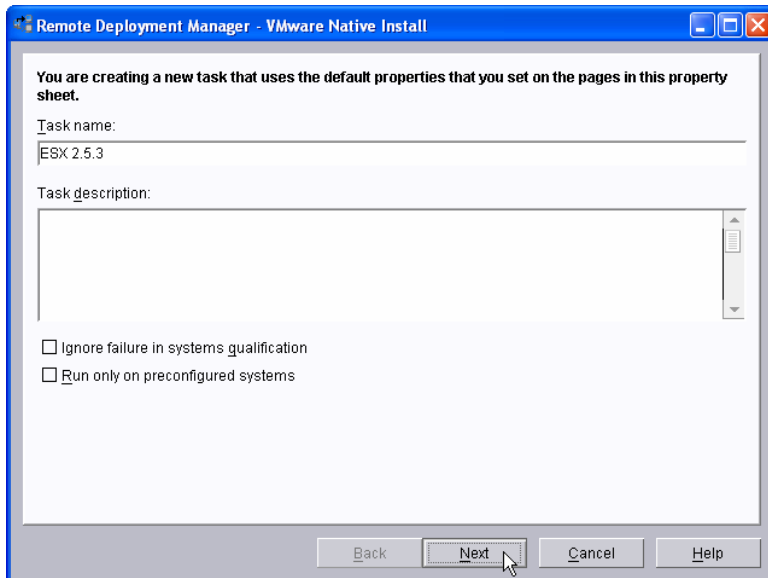 Remote Deployment Manager - VMware Native Install
You are creating a new task that uses the default properties that you set on the pages in this property
sheet.
Task name:
ESX 2.5.3
Task description:
Ignore failure in systems qualification
Run only on preconfigured systems
Back
Next
Cancel
Help